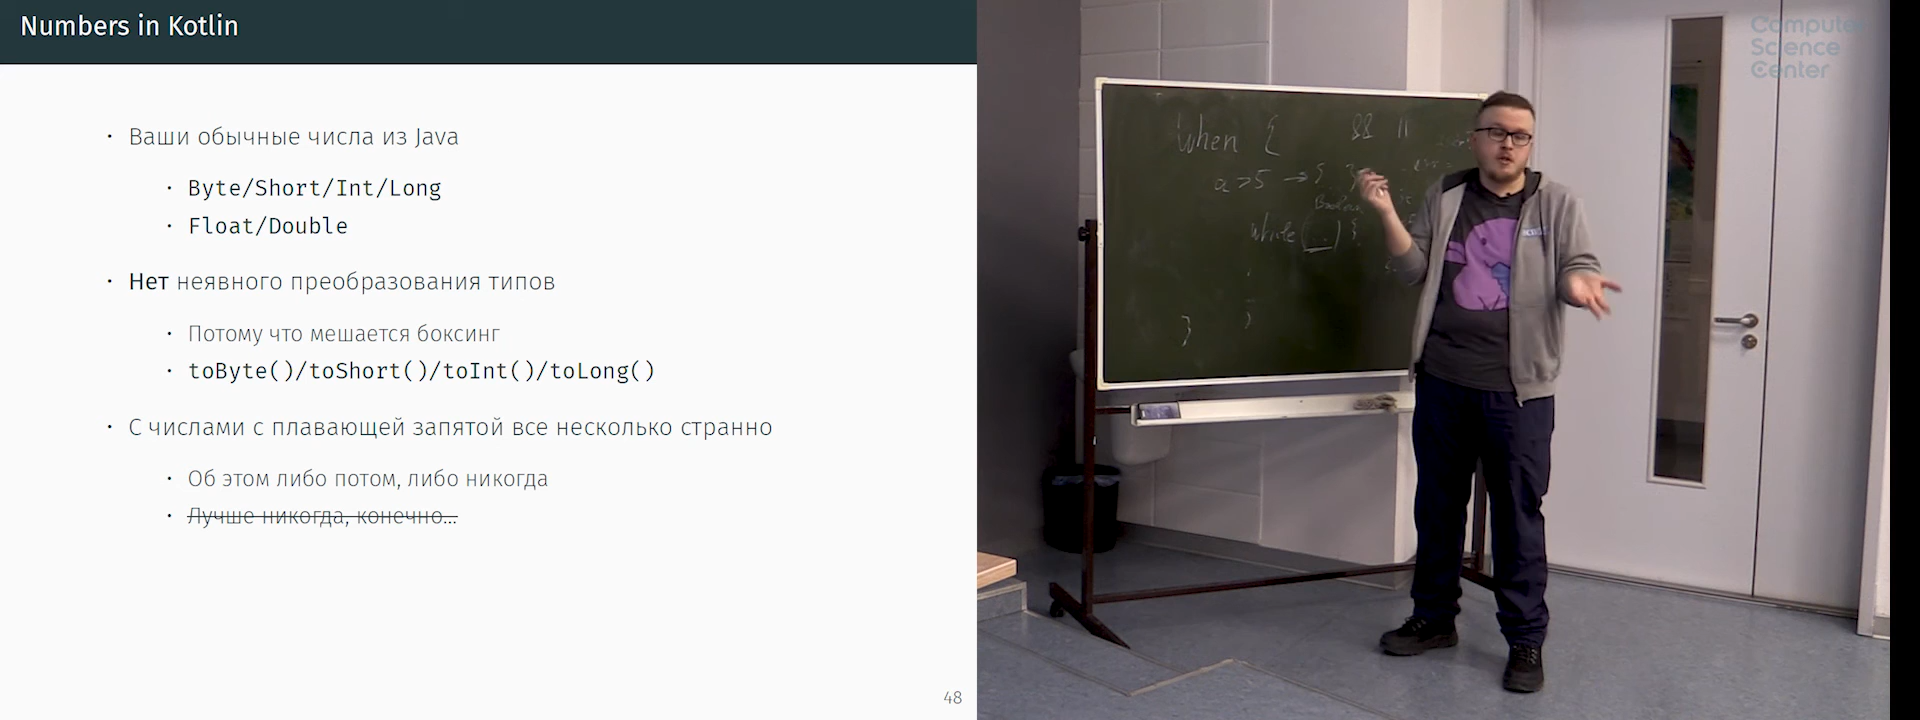 Numbers in Kotlin
· Ваши обычные числа из Java
· Byte/Short/Int/Long
· Float/Double
· Нет неявного преобразования типов
· Потому что мешается боксинг
· toByte()/toShort()/toInt()/toLong()
· С числами с плавающей запятой все несколько странно
· Об этом либо потом, либо никогда
· Лучше никогда, конечно...
48
Computer
Science
Center
when { && ||
a > 5 → 5
Boolean
while ( . . ) {
}